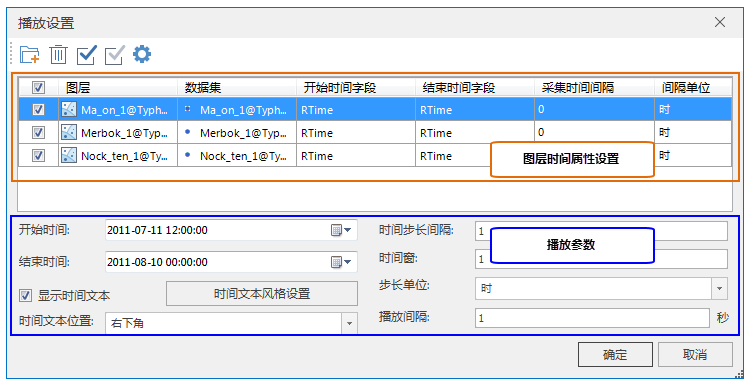 播放设置
图层 数据集 开始时间字段 结束时间字段 采集时间间隔 间隔单位
Ma_on_1@Typh... Ma_on_1@Typh... RTime RTime 0 时
Merbok_1@Ty... Merbok_1@Typh... RTime RTime 0 时
Nock_ten_1@Ty... Nock_ten_1@Ty... RTime RTime 时
图层时间属性设置
开始时间: 2011-07-11 12:00:00 时间步长间隔: 1
播放参数
结束时间: 2011-08-10 00:00:00 时间窗: 1
显示时间文本 时间文本风格设置 步长单位: 时
时间文本位置: 右下角 播放间隔: 1 秒
确定 取消